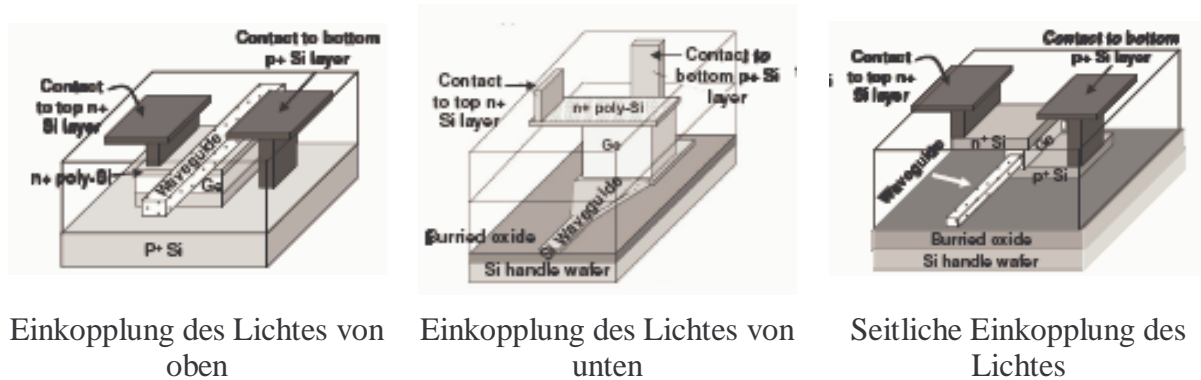 Contact to bottom
p+ Si layer
Contact
to top n+
Si layer
n+ poly-Si
Waveguide
Ge
P+ Si
Einkopplung des Lichtes von
oben
Contact to
bottom p+ Si
layer
Contact
to top n+
Si layer
n+ poly-Si
Ge
Si Waveguide
Burried oxide
Si handle wafer
Einkopplung des Lichtes von
unten
Contact to bottom
p+ Si layer
Contact
to top n+
Si layer
n+ Si
Ge
p+ Si
Waveguide
Burried oxide
Si handle wafer
Seitliche Einkopplung des
Lichtes